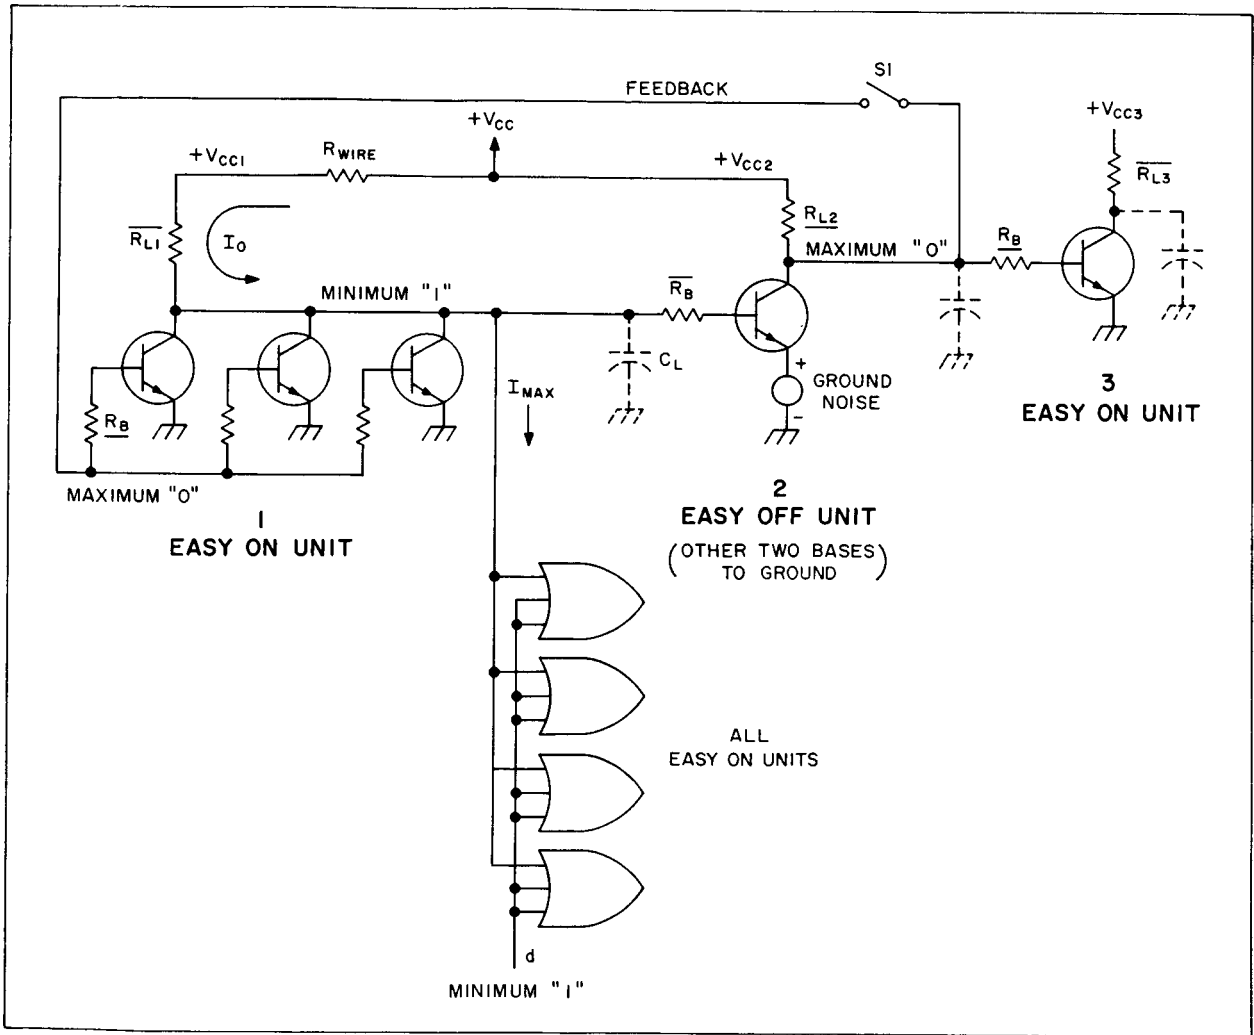 S1
FEEDBACK
+VCC
+VCC3
+VCC1
RWIRE
+VCC2
RL3
RL1
IO
RL2
MAXIMUM "0"
RB
MINIMUM "1"
RB
CL
+
GROUND
NOISE
-
IMAX
RB
3
EASY ON UNIT
MAXIMUM "0"
1
EASY ON UNIT
2
EASY OFF UNIT
(OTHER TWO BASES)
TO GROUND
ALL
EASY ON UNITS
d
MINIMUM "1"